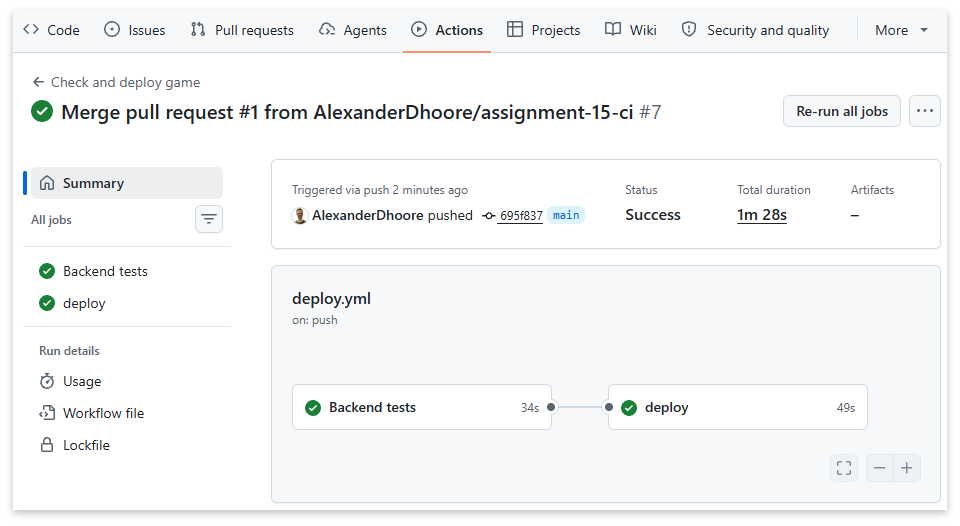 Code Issues Pull requests Agents Actions Projects Wiki Security and quality More
Check and deploy game
Merge pull request #1 from AlexanderDhoore/assignment-15-ci #7
Re-run all jobs
Summary
All jobs
Backend tests
deploy
Run details
Usage
Workflow file
Lockfile
Triggered via push 2 minutes ago
AlexanderDhoore pushed 695f837 main
Status
Success
Total duration
1m 28s
Artifacts
–
deploy.yml
on: push
Backend tests 34s
deploy 49s